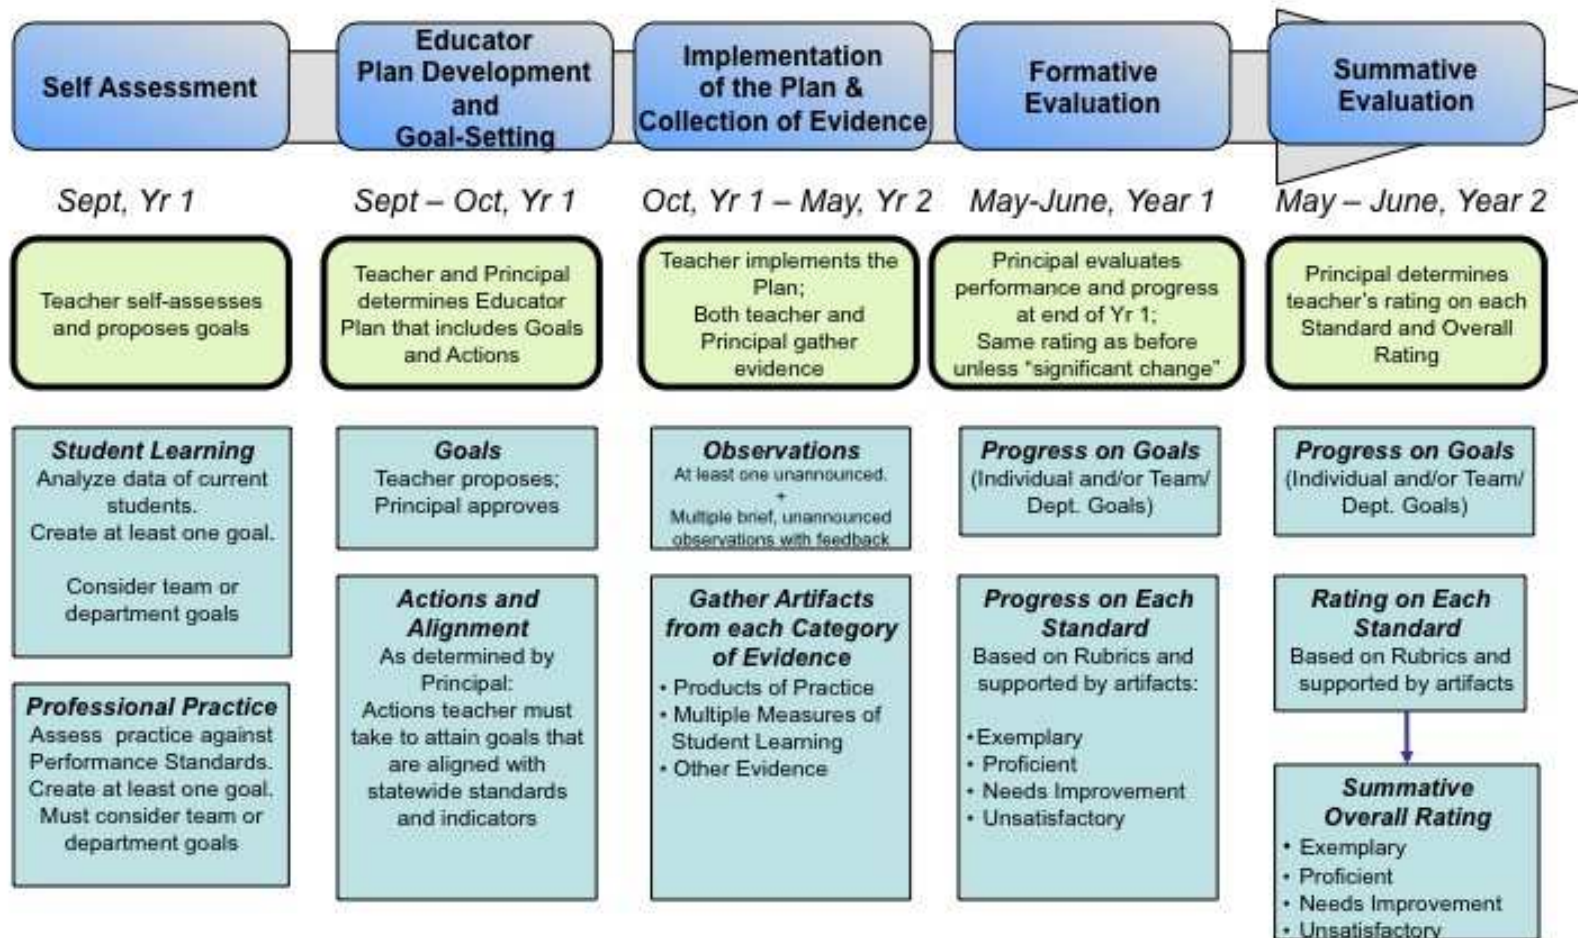 Self Assessment
Educator
Plan Development
and
Goal-Setting
Implementation
of the Plan &
Collection of Evidence
Formative
Evaluation
Summative
Evaluation
Sept, Yr 1
Sept – Oct, Yr 1
Oct, Yr 1 – May, Yr 2
May-June, Year 1
May – June, Year 2
Teacher self-assesses
and proposes goals
Teacher and Principal
determines Educator
Plan that includes Goals
and Actions
Teacher implements the
Plan;
Both teacher and
Principal gather
evidence
Principal evaluates
performance and progress
at end of Yr 1;
Same rating as before
unless “significant change”
Principal determines
teacher’s rating on each
Standard and Overall
Rating
Student Learning
Analyze data of current
students.
Create at least one goal.
Consider team or
department goals
Professional Practice
Assess practice against
Performance Standards.
Create at least one goal.
Must consider team or
department goals
Goals
Teacher proposes;
Principal approves
Actions and
Alignment
As determined by
Principal:
Actions teacher must
take to attain goals that
are aligned with
statewide standards
and indicators
Observations
At least one unannounced.
+
Multiple brief, unannounced
observations with feedback
Gather Artifacts
from each Category
of Evidence
• Products of Practice
• Multiple Measures of
Student Learning
• Other Evidence
Progress on Goals
(Individual and/or Team/
Dept. Goals)
Progress on Each
Standard
Based on Rubrics and
supported by artifacts:
•Exemplary
• Proficient
• Needs Improvement
• Unsatisfactory
Progress on Goals
(Individual and/or Team/
Dept. Goals)
Rating on Each
Standard
Based on Rubrics and
supported by artifacts
Summative
Overall Rating
• Exemplary
• Proficient
• Needs Improvement
• Unsatisfactory